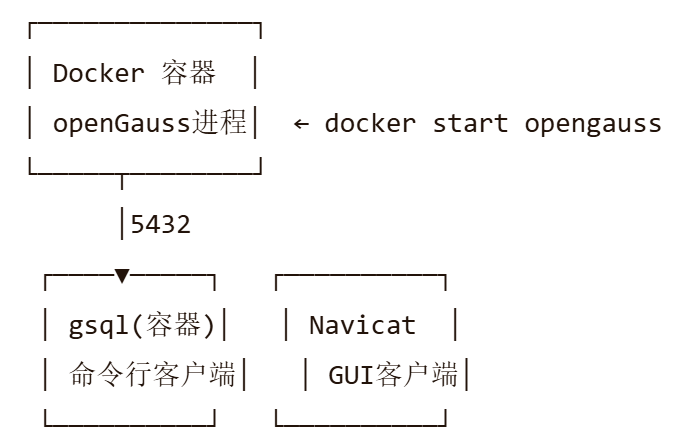 Docker 容器
openGauss进程 ← docker start opengauss
5432
gsql(容器) Navicat
命令行客户端 GUI客户端